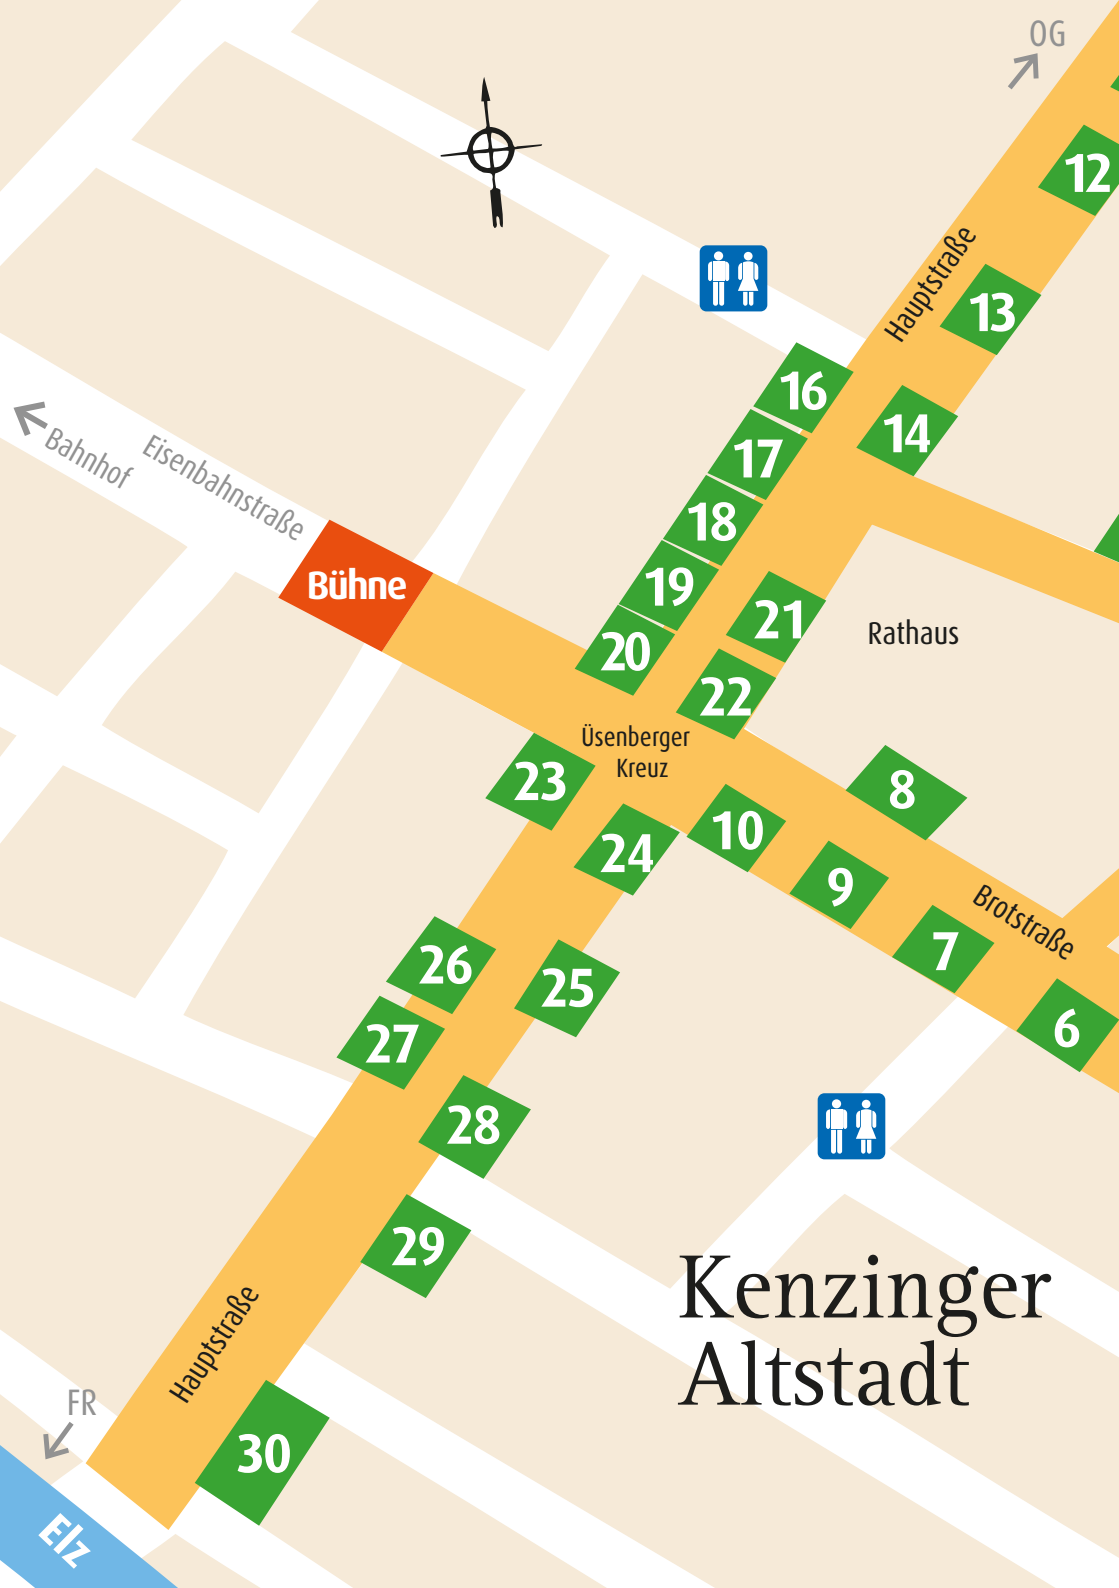 OG
12
Hauptstraße
13
16
14
17
Bahnhof
Eisenbahnstraße
18
Bühne
19
21
20
Rathaus
22
Üsenberger
Kreuz
23
8
10
24
9
Brotstraße
7
26
25
6
27
28
29
Kenzinger
Altstadt
Hauptstraße
FR
30
Elz